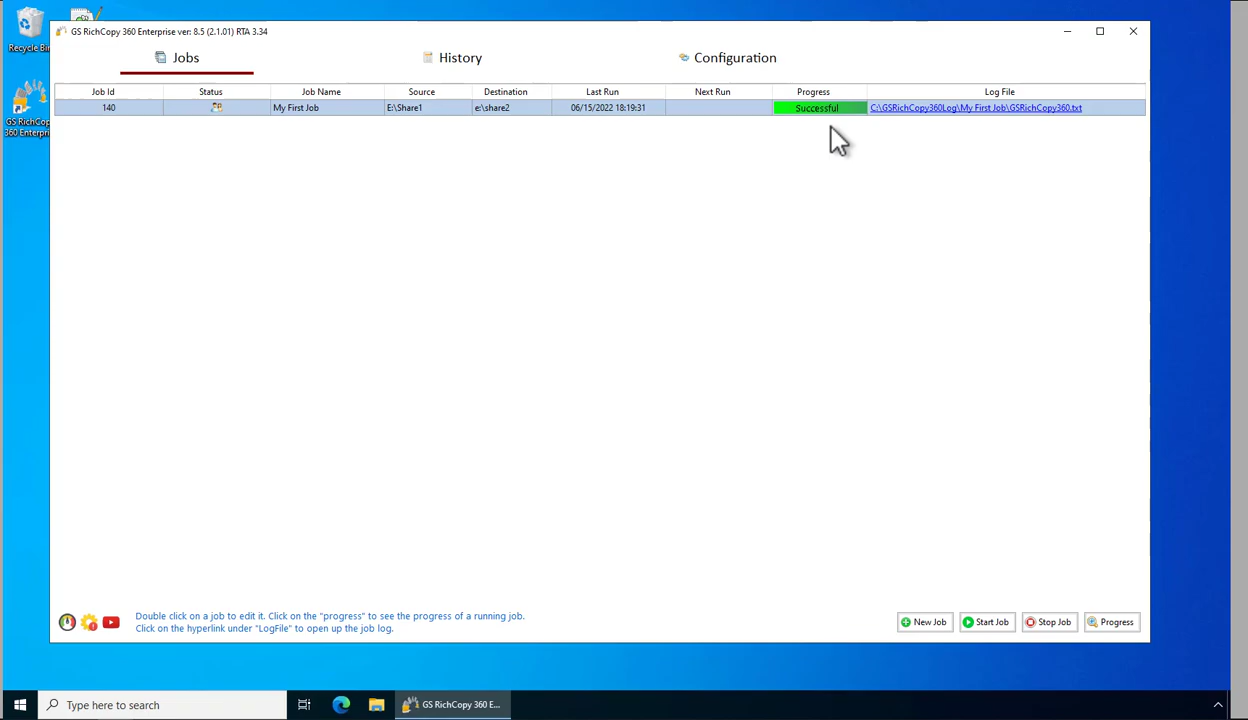 Recycle Bin
GS RichCopy 360 Enterprise ver: 8.5 (2.1.01) RTA 3.34
Jobs History Configuration
Job Id Status Job Name Source Destination Last Run Next Run Progress Log File
140 My First Job E:\Share1 e:\share2 06/15/2022 18:19:31 Successful C:\GSRichCopy360Log\My First Job\GSRichCopy360.txt
GS RichCop
360 Enterpri
Double click on a job to edit it. Click on the "progress" to see the progress of a running job.
Click on the hyperlink under "LogFile" to open up the job log.
New Job Start Job Stop Job Progress
Type here to search
GS RichCopy 360 E...